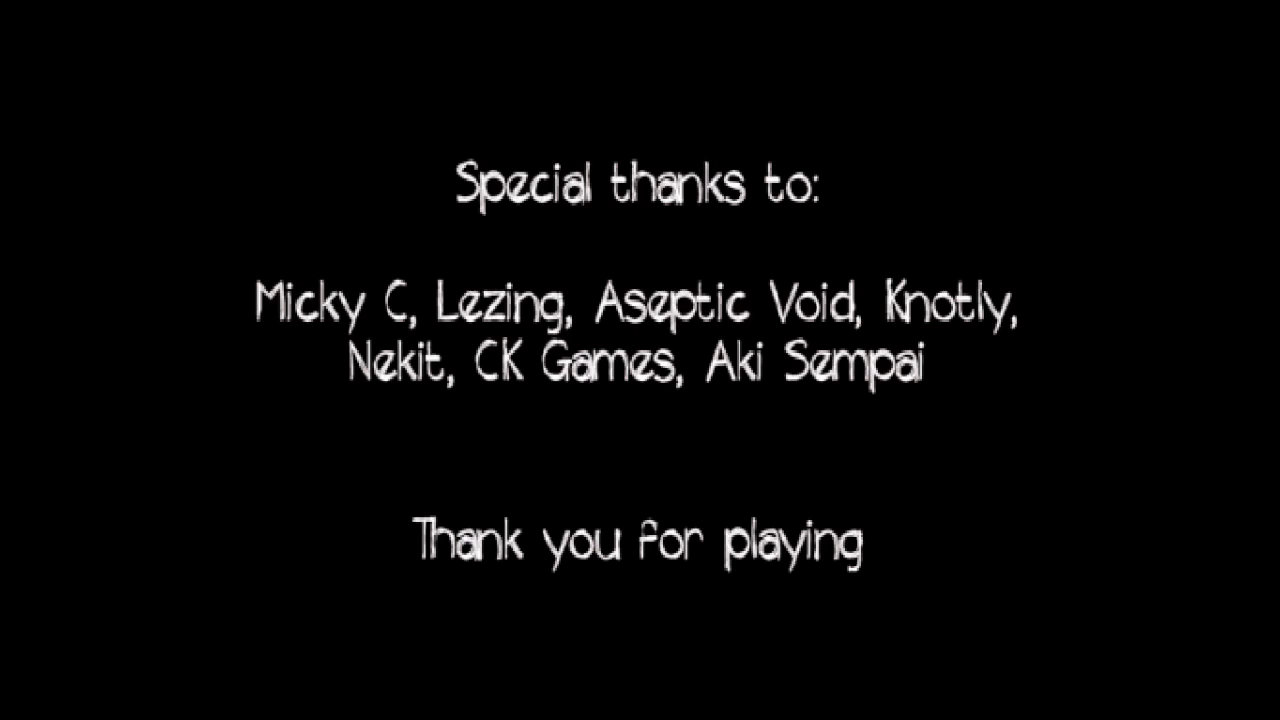 Special thanks to:
Micky C, Lezing, Aseptic Void, Knotly,
Nekit, CK Games, Aki Sempai
Thank you for playing